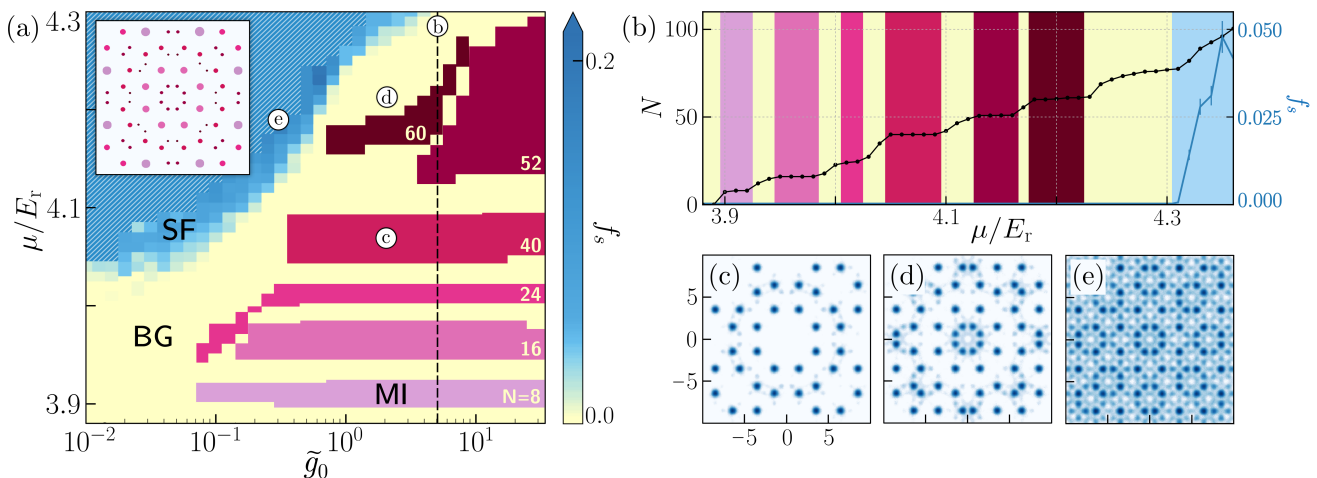 (a)
4.3
4.1
3.9
μ/E_r
SF
BG
MI
e
d
b
c
60
52
40
24
16
N=8
10^-2
10^-1
10^0
10^1
g̃_0
0.2
0.0
f_s
(b)
100
50
0
N
3.9
4.1
4.3
μ/E_r
0.050
0.025
0.000
f_s
(c)
5
0
−5
−5
0
5
(d)
(e)